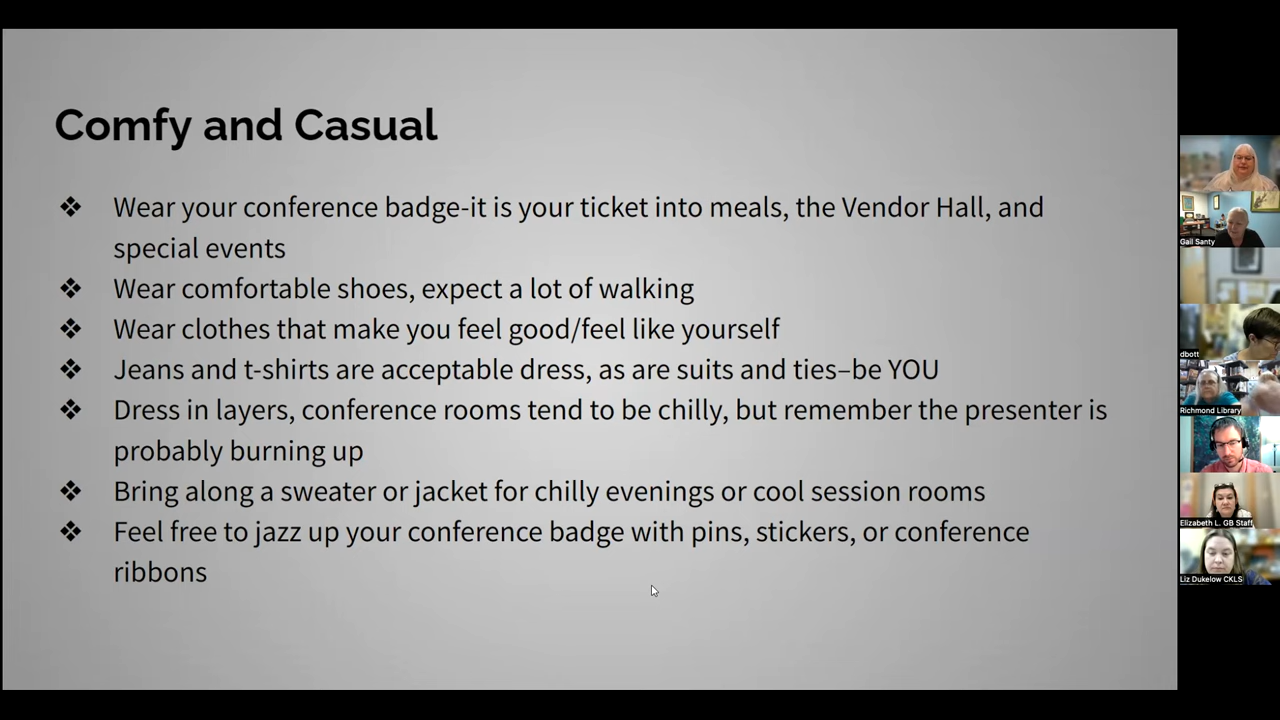 Comfy and Casual
❖ Wear your conference badge-it is your ticket into meals, the Vendor Hall, and
special events
❖ Wear comfortable shoes, expect a lot of walking
❖ Wear clothes that make you feel good/feel like yourself
❖ Jeans and t-shirts are acceptable dress, as are suits and ties–be YOU
❖ Dress in layers, conference rooms tend to be chilly, but remember the presenter is
probably burning up
❖ Bring along a sweater or jacket for chilly evenings or cool session rooms
❖ Feel free to jazz up your conference badge with pins, stickers, or conference
ribbons
Gail Santy
dbott
Richmond Library
Elizabeth L. GB Staff
Liz Dukelow CKLS